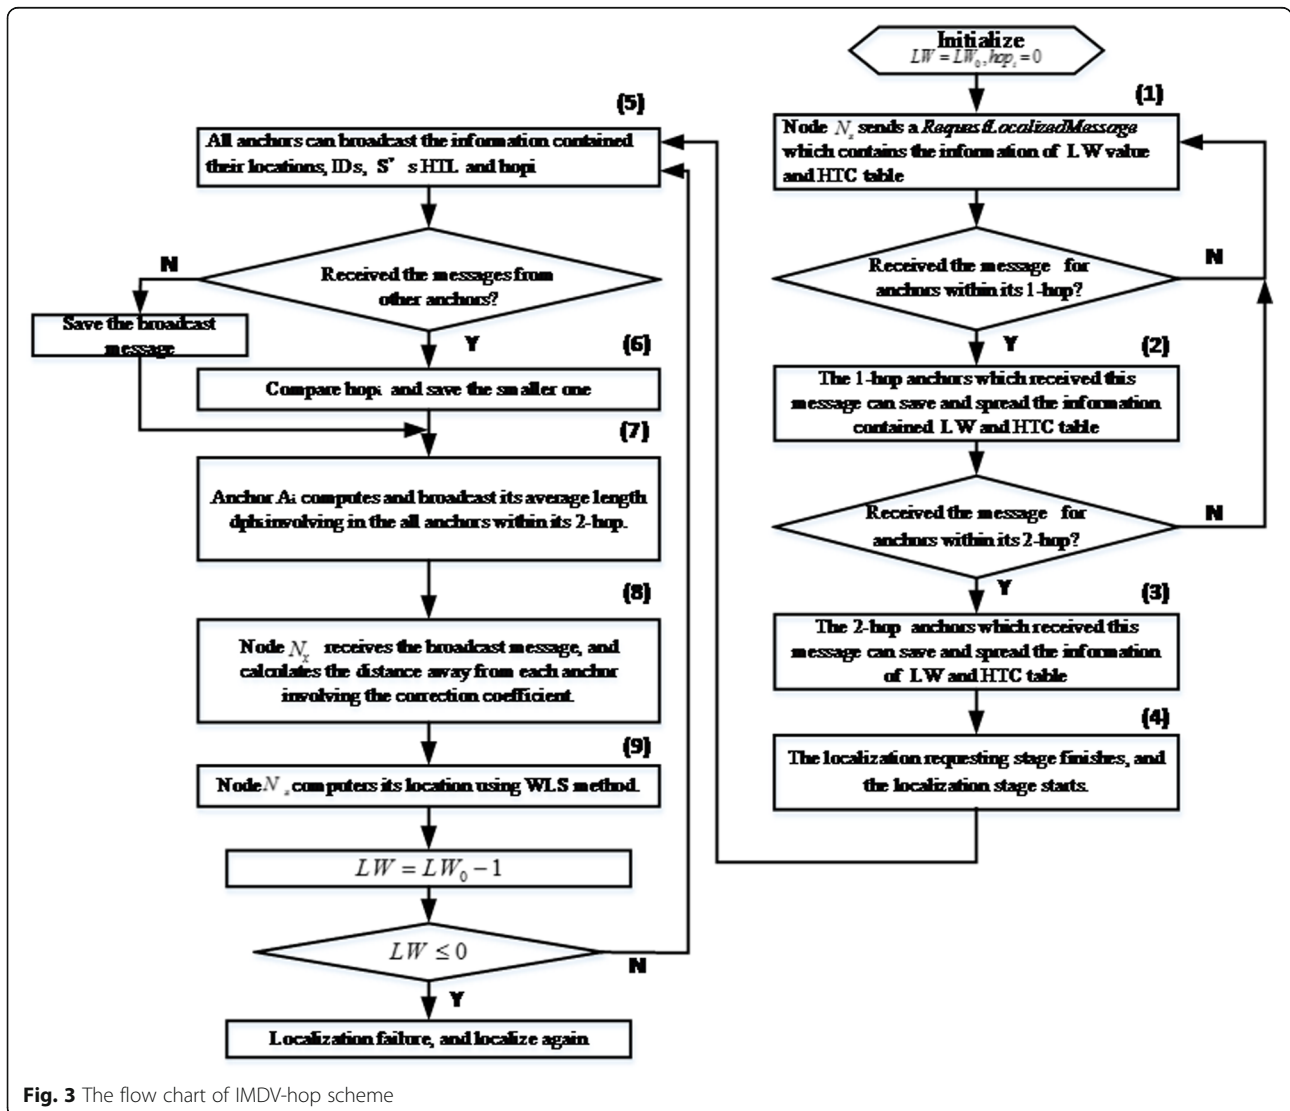 Initialize
LW = LW₀, hopᵢ = 0
(1)
Node Nₓ sends a RequestLocalizedMessage
which contains the information of LW value
and HTC table
Received the message for
anchors within its 1-hop?
N
Y
(2)
The 1-hop anchors which received this
message can save and spread the information
contained LW and HTC table
Received the message for
anchors within its 2-hop?
N
Y
(3)
The 2-hop anchors which received this
message can save and spread the information
of LW and HTC table
(4)
The localization requesting stage finishes, and
the localization stage starts.
(5)
All anchors can broadcast the information contained
their locations, IDs, S' s HTL and hopi
Received the messages from
other anchors?
N
Save the broadcast
message
Y
(6)
Compare hopi and save the smaller one
(7)
Anchor Ai computes and broadcast its average length
dphi involving in the all anchors within its 2-hop.
(8)
Node Nₓ receives the broadcast message, and
calculates the distance away from each anchor
involving the correction coefficient.
(9)
Node Nₓ computers its location using WLS method.
LW = LW₀ − 1
LW ≤ 0
N
Y
Localization failure, and localize again
Fig. 3 The flow chart of IMDV-hop scheme